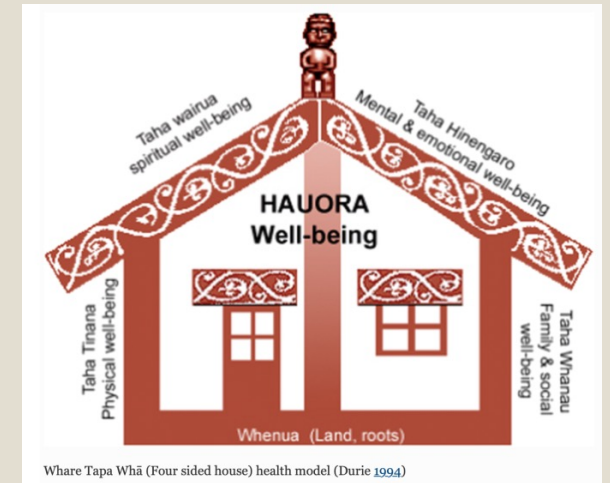 Taha wairua
spiritual well-being
Taha Hinengaro
Mental & emotional well-being
HAUORA
Well-being
Taha Tinana
Physical well-being
Taha Whanau
Family & social
well-being
Whenua (Land, roots)
Whare Tapa Whā (Four sided house) health model (Durie 1994)